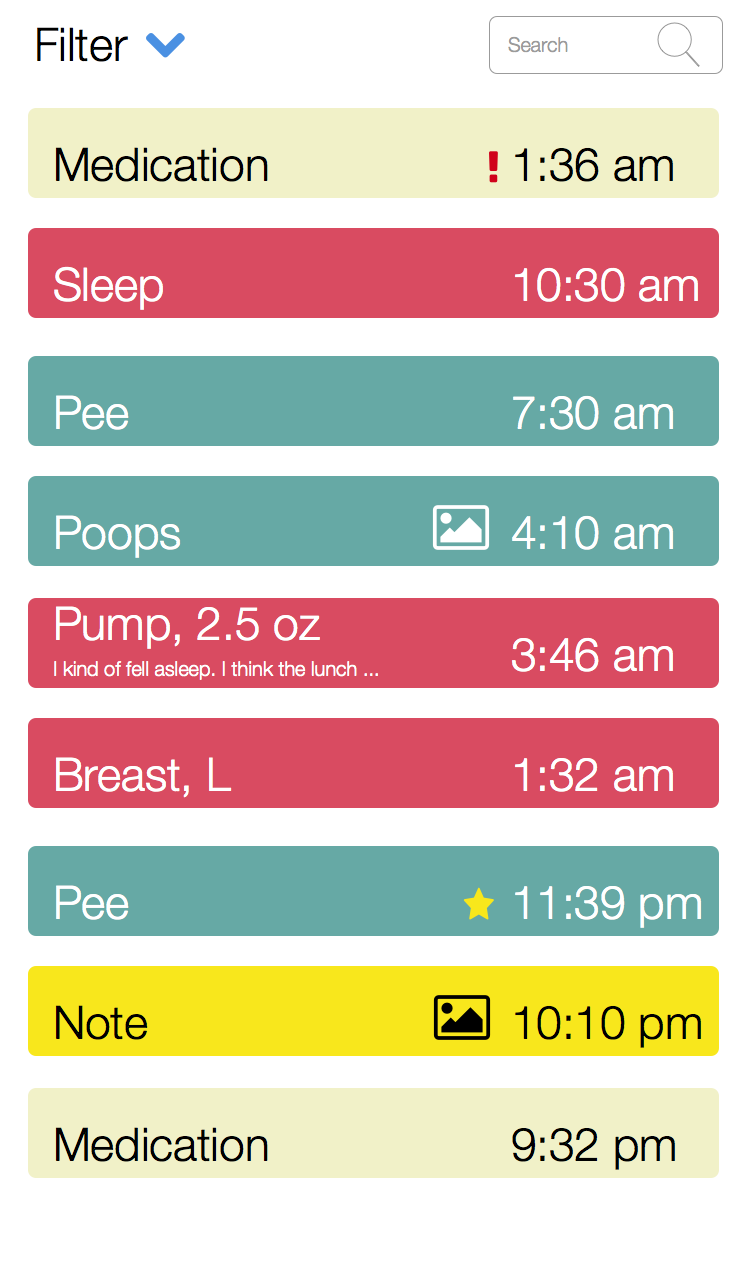 Filter
Search
Medication ! 1:36 am
Sleep 10:30 am
Pee 7:30 am
Poops 4:10 am
Pump, 2.5 oz
I kind of fell asleep. I think the lunch ...
3:46 am
Breast, L 1:32 am
Pee 11:39 pm
Note 10:10 pm
Medication 9:32 pm